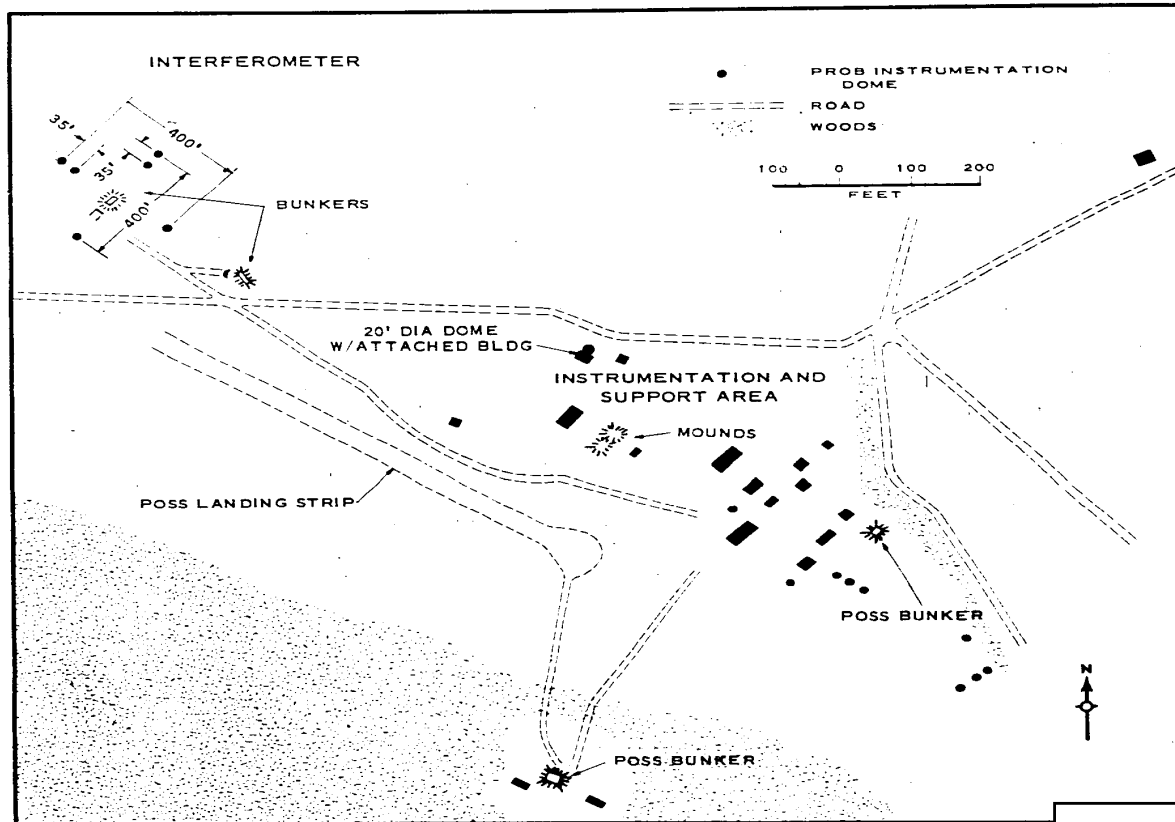 INTERFEROMETER
PROB INSTRUMENTATION
DOME
ROAD
WOODS
100 0 100 200
FEET
35'
400'
35'
400'
BUNKERS
20' DIA DOME
W/ATTACHED BLDG
INSTRUMENTATION AND
SUPPORT AREA
MOUNDS
POSS LANDING STRIP
POSS BUNKER
N
POSS BUNKER